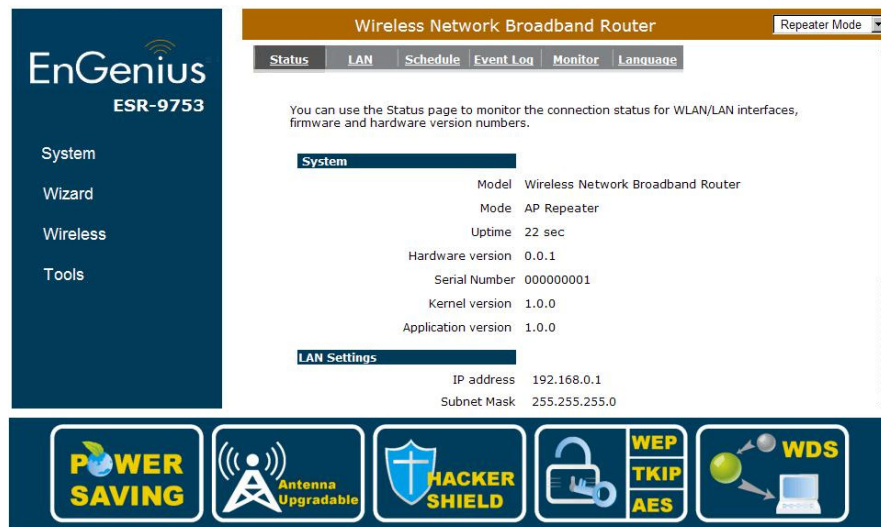 Wireless Network Broadband Router
Repeater Mode
EnGenius
ESR-9753
System
Wizard
Wireless
Tools
Status LAN Schedule Event Log Monitor Language
You can use the Status page to monitor the connection status for WLAN/LAN interfaces,
firmware and hardware version numbers.
System
Model Wireless Network Broadband Router
Mode AP Repeater
Uptime 22 sec
Hardware version 0.0.1
Serial Number 000000001
Kernel version 1.0.0
Application version 1.0.0
LAN Settings
IP address 192.168.0.1
Subnet Mask 255.255.255.0
POWER
SAVING
Antenna
Upgradable
HACKER
SHIELD
WEP
TKIP
AES
WDS